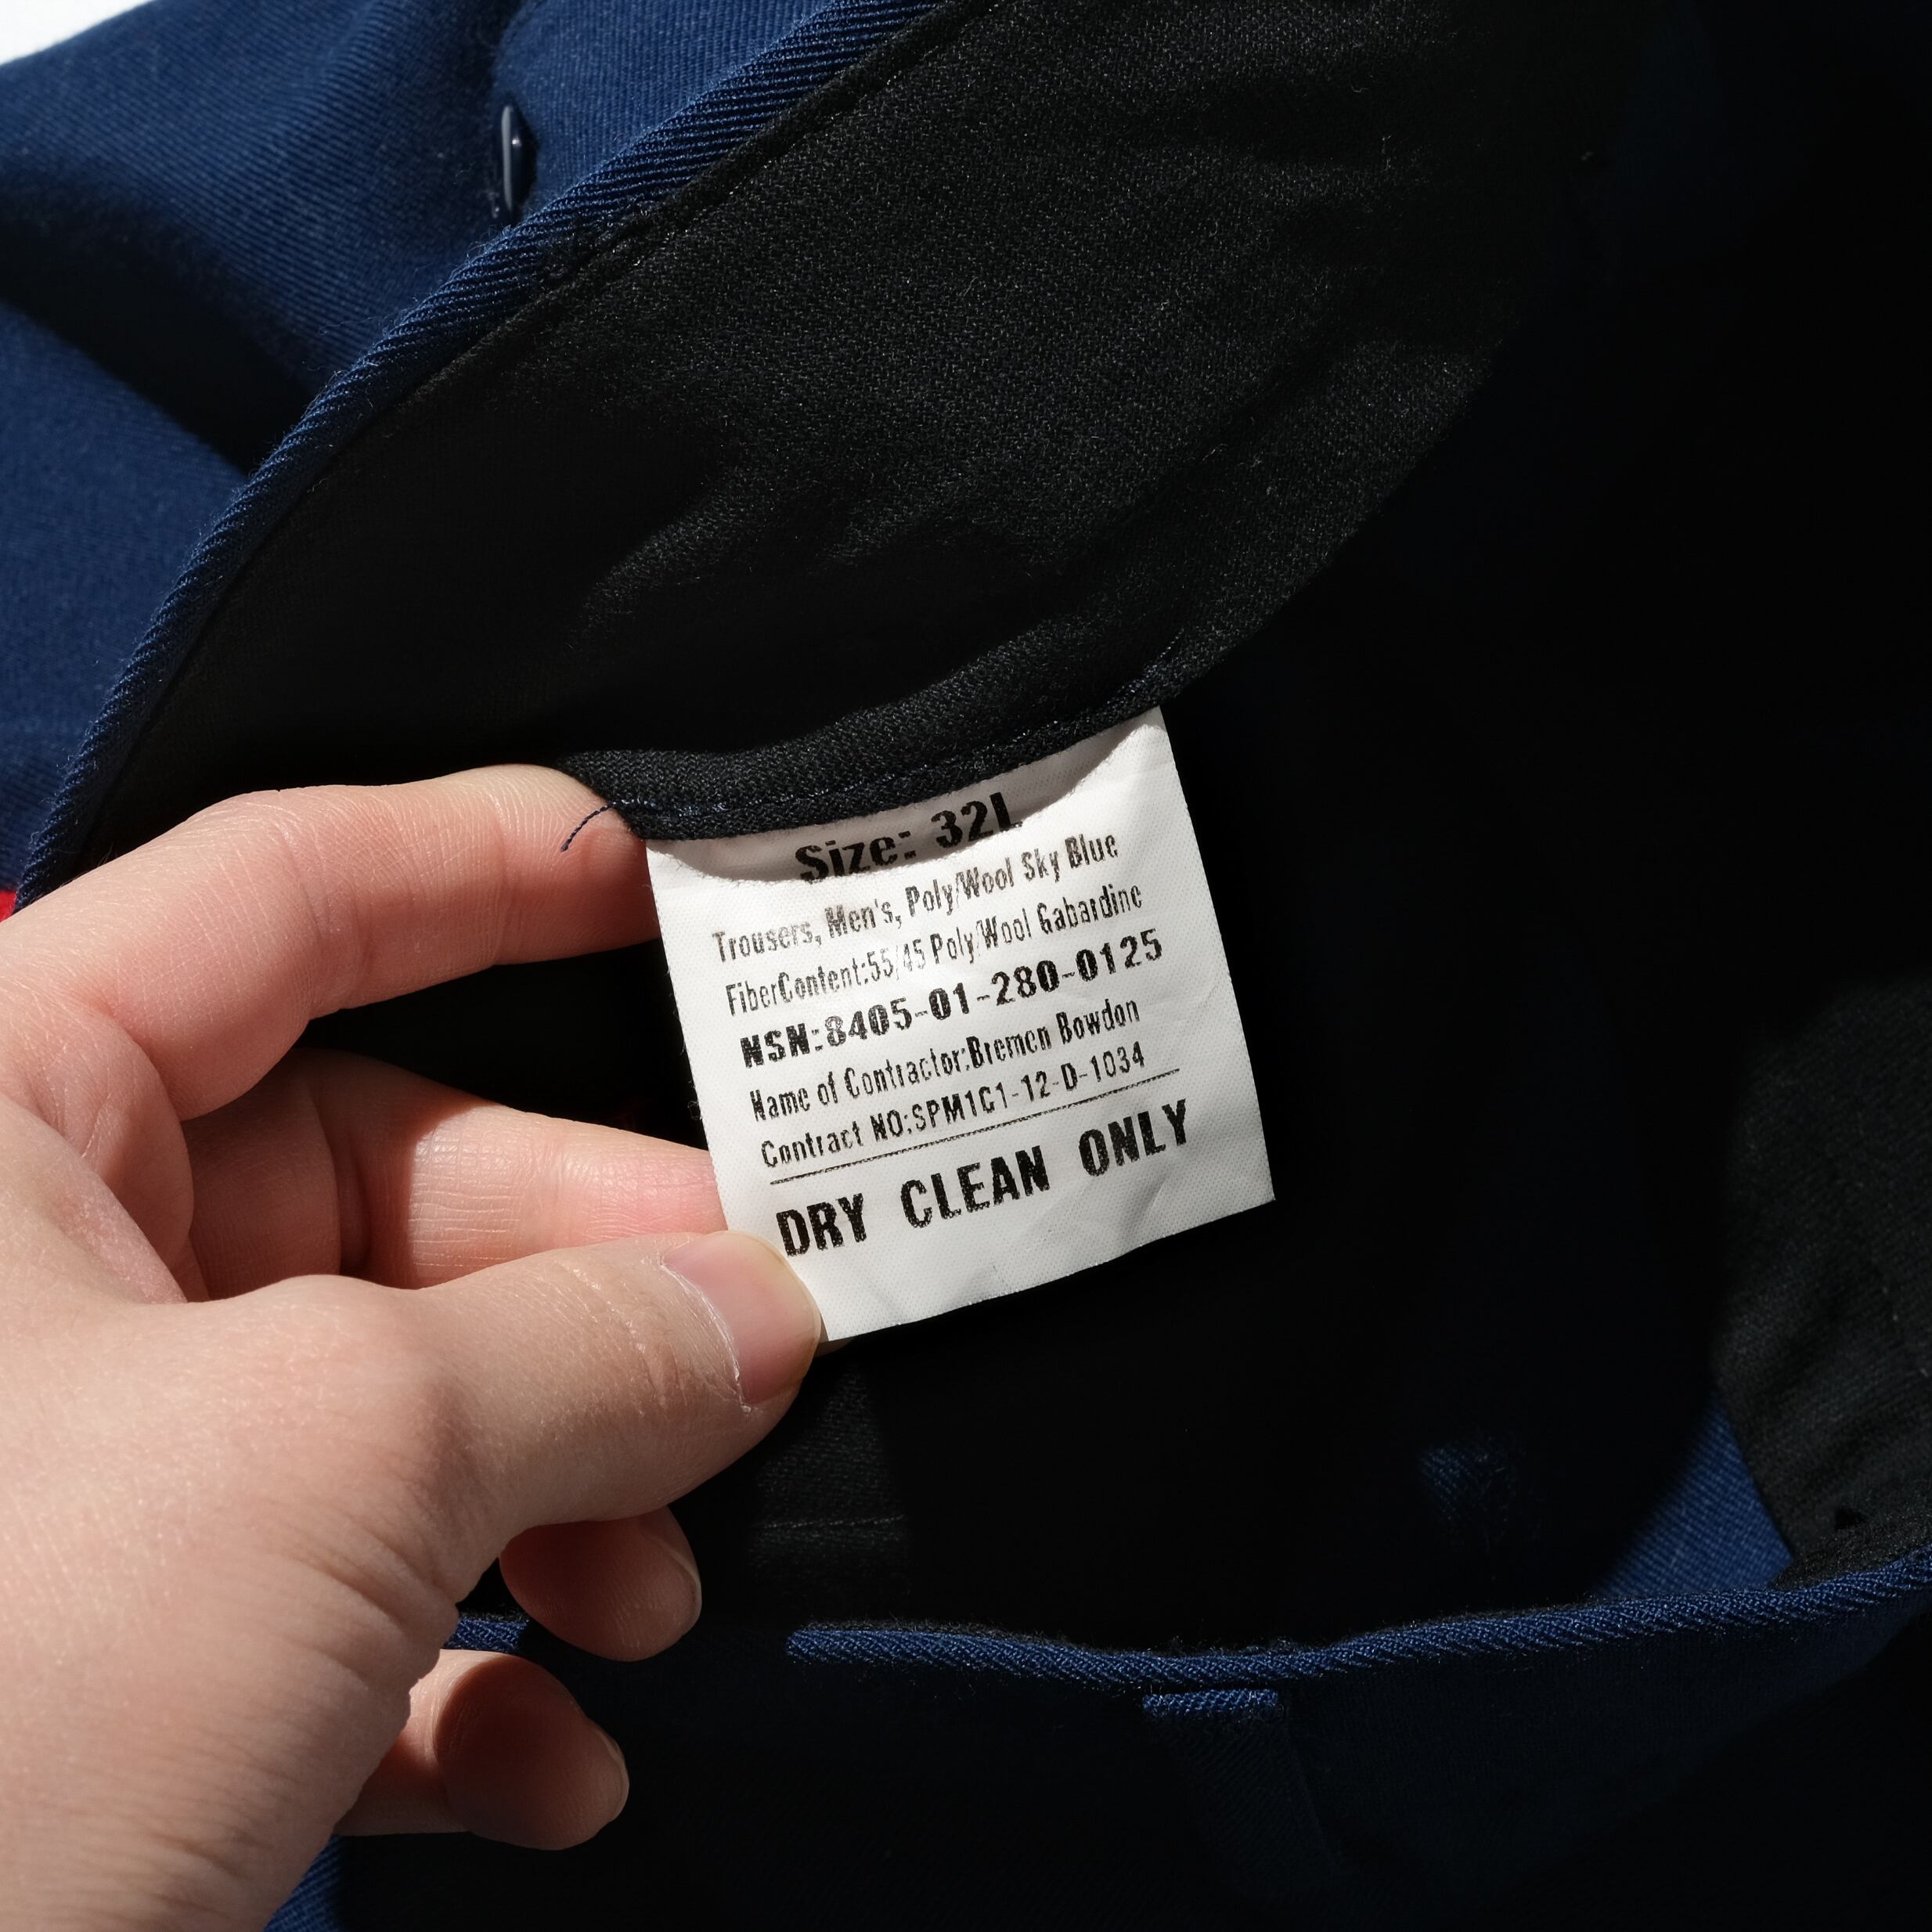 Size: 32L
Trousers, Men's, Poly/Wool Sky Blue
FiberContent:55/45 Poly/Wool Gabardine
NSN:8405-01-280-0125
Name of Contractor:Bremen Bowdon
Contract NO:SPM1C1-12-D-1034
DRY CLEAN ONLY